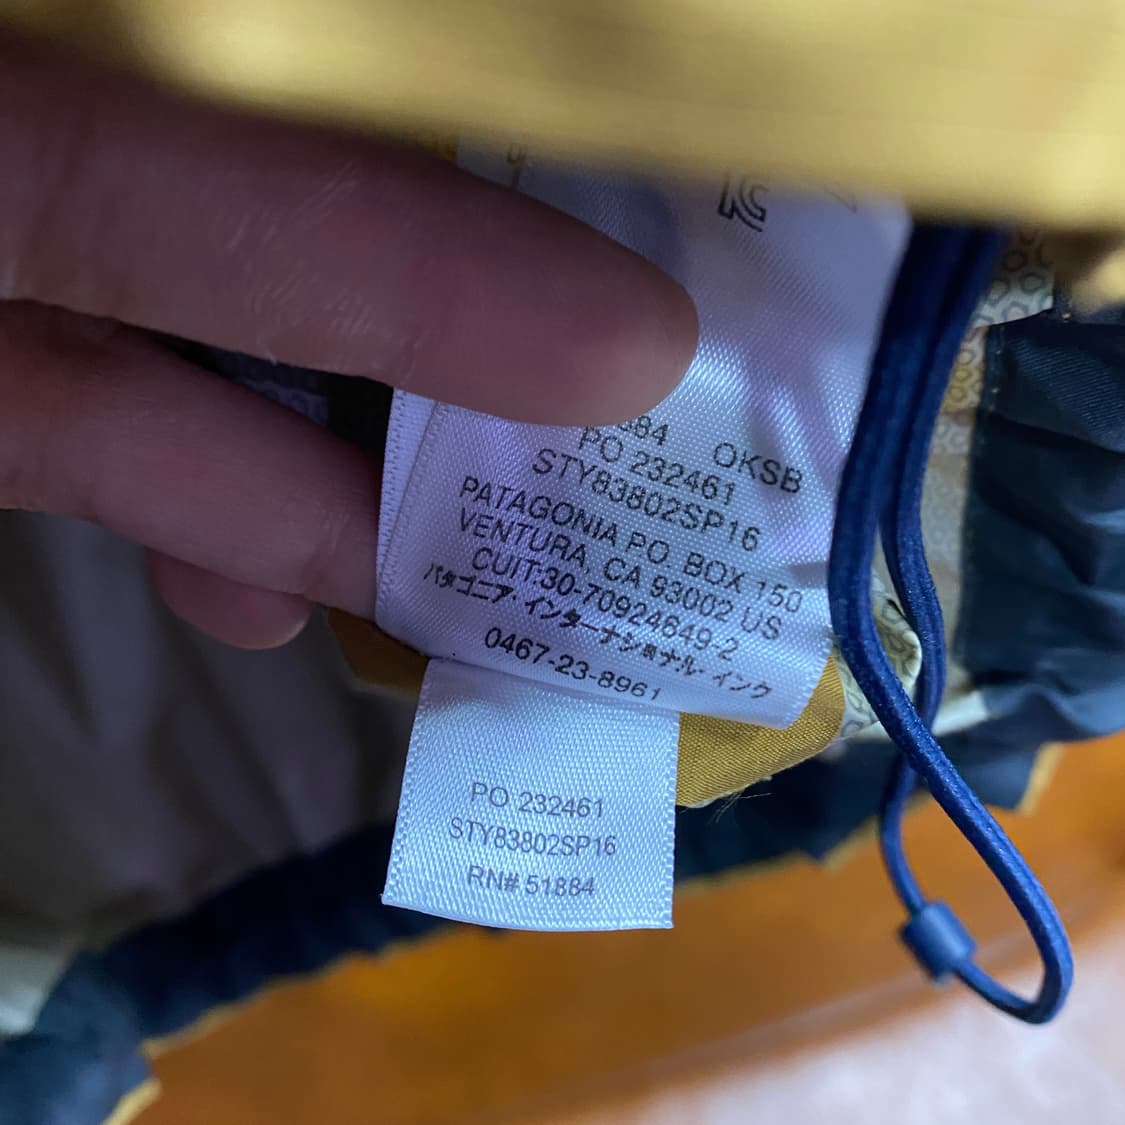 84 OKSB
PO 232461
STY83802SP16
PATAGONIA PO. BOX 150
VENTURA, CA 93002 US
CUIT:30-70924649-2
パタゴニア・インターナショナル・インク
0467-23-8961
PO 232461
STY83802SP16
RN# 51884